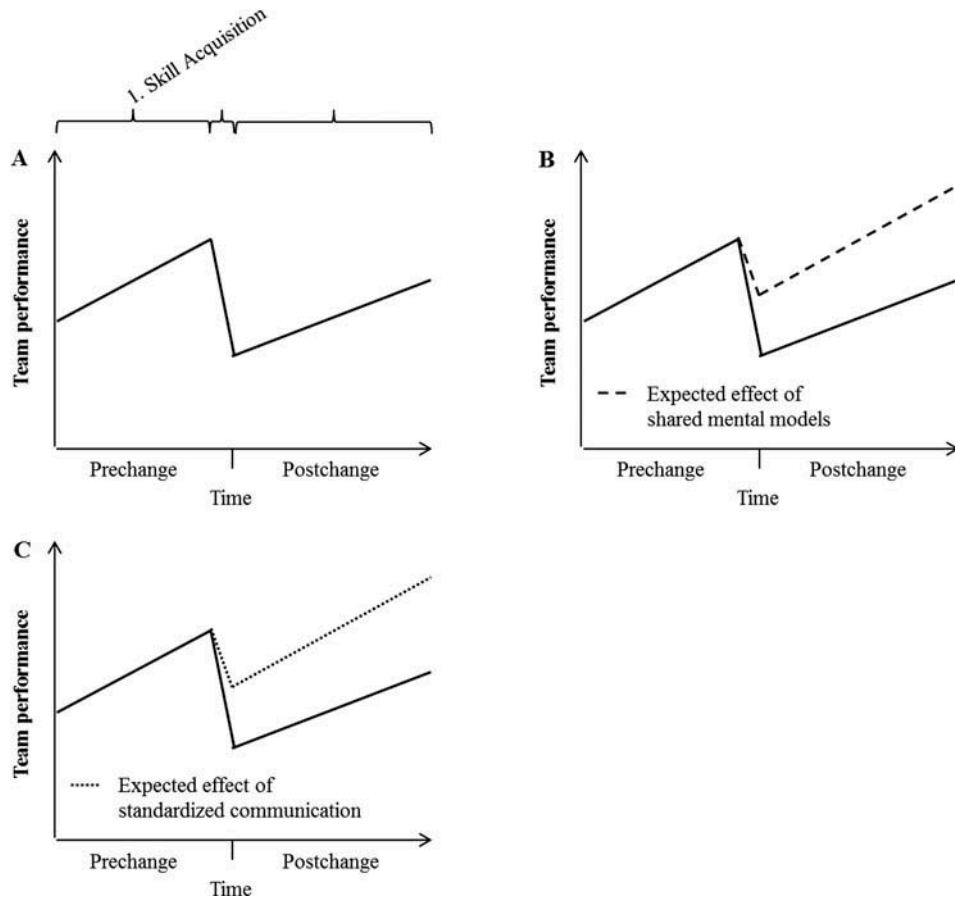 1. Skill Acquisition
A
Team performance
Prechange
Postchange
Time
B
Team performance
Expected effect of
shared mental models
Prechange
Postchange
Time
C
Team performance
Expected effect of
standardized communication
Prechange
Postchange
Time